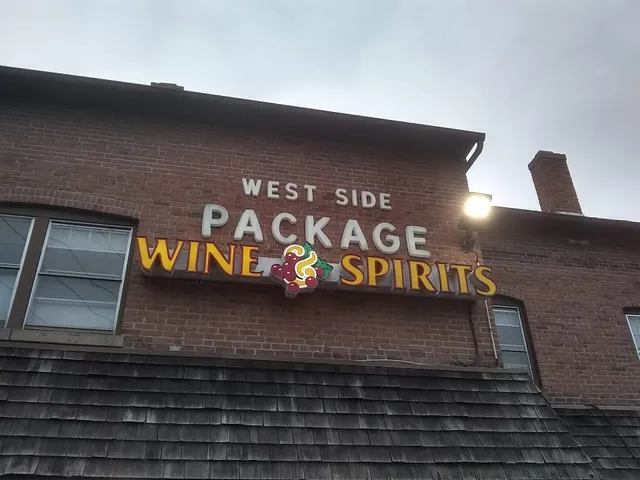 WEST SIDE
PACKAGE
WINE & SPIRITS